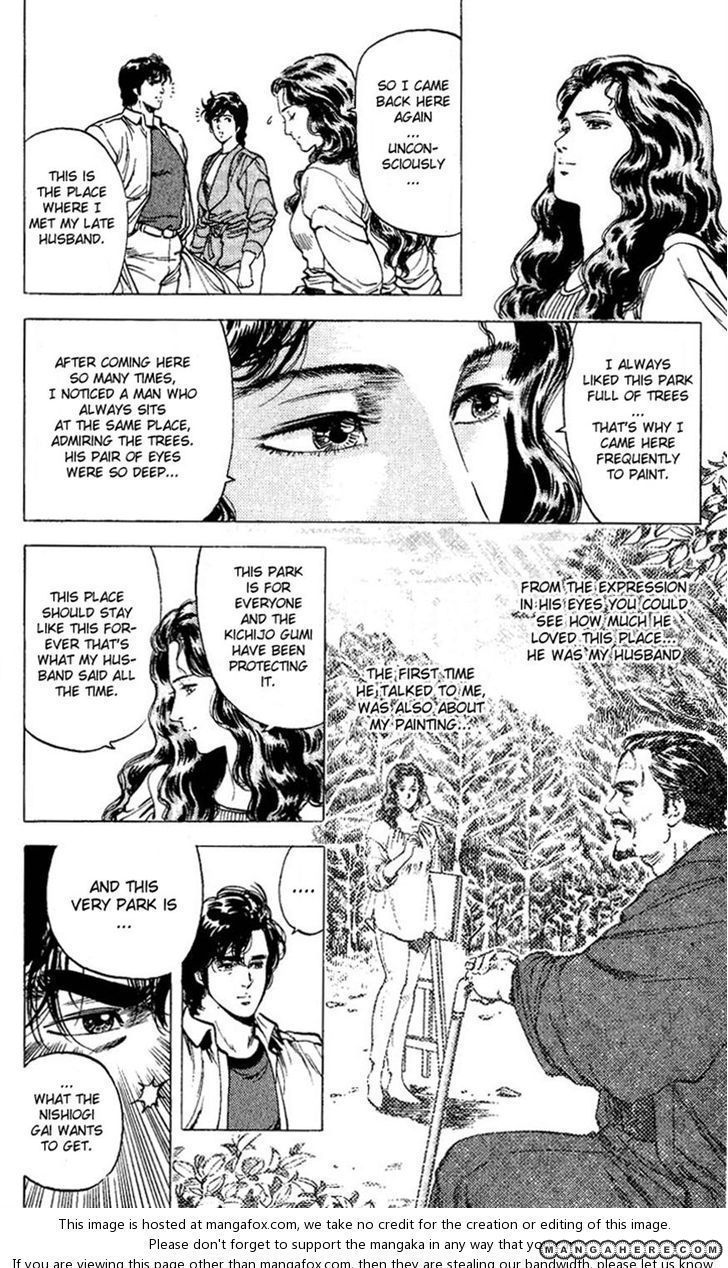 SO I CAME
BACK HERE
AGAIN
...
UNCON-
SCIOUSLY
...
THIS IS
THE PLACE
WHERE I
MET MY LATE
HUSBAND.
I ALWAYS
LIKED THIS PARK
FULL OF TREES
...
THAT'S WHY I
CAME HERE
FREQUENTLY
TO PAINT.
AFTER COMING HERE
SO MANY TIMES,
I NOTICED A MAN WHO
ALWAYS SITS
AT THE SAME PLACE,
ADMIRING THE TREES.
HIS PAIR OF EYES
WERE SO DEEP...
FROM THE EXPRESSION
IN HIS EYES YOU COULD
SEE HOW MUCH HE
LOVED THIS PLACE...
HE WAS MY HUSBAND
THE FIRST TIME
HE TALKED TO ME,
WAS ALSO ABOUT
MY PAINTING...
THIS PARK
IS FOR
EVERYONE
AND THE
KICHIJO GUMI
HAVE BEEN
PROTECTING
IT.
THIS PLACE
SHOULD STAY
LIKE THIS FOR-
EVER THAT'S
WHAT MY HUS-
BAND SAID ALL
THE TIME.
....
AND THIS
VERY PARK IS
...
...
WHAT THE
NISHIOGI
GAI WANTS
TO GET.
This image is hosted at mangafox.com, we take no credit for the creation or editing of this image.
Please don't forget to support the mangaka in any way that you
MANGAHERE.COM
If you are viewing this page other than mangafox.com, then they are stealing our bandwidth, please let us know